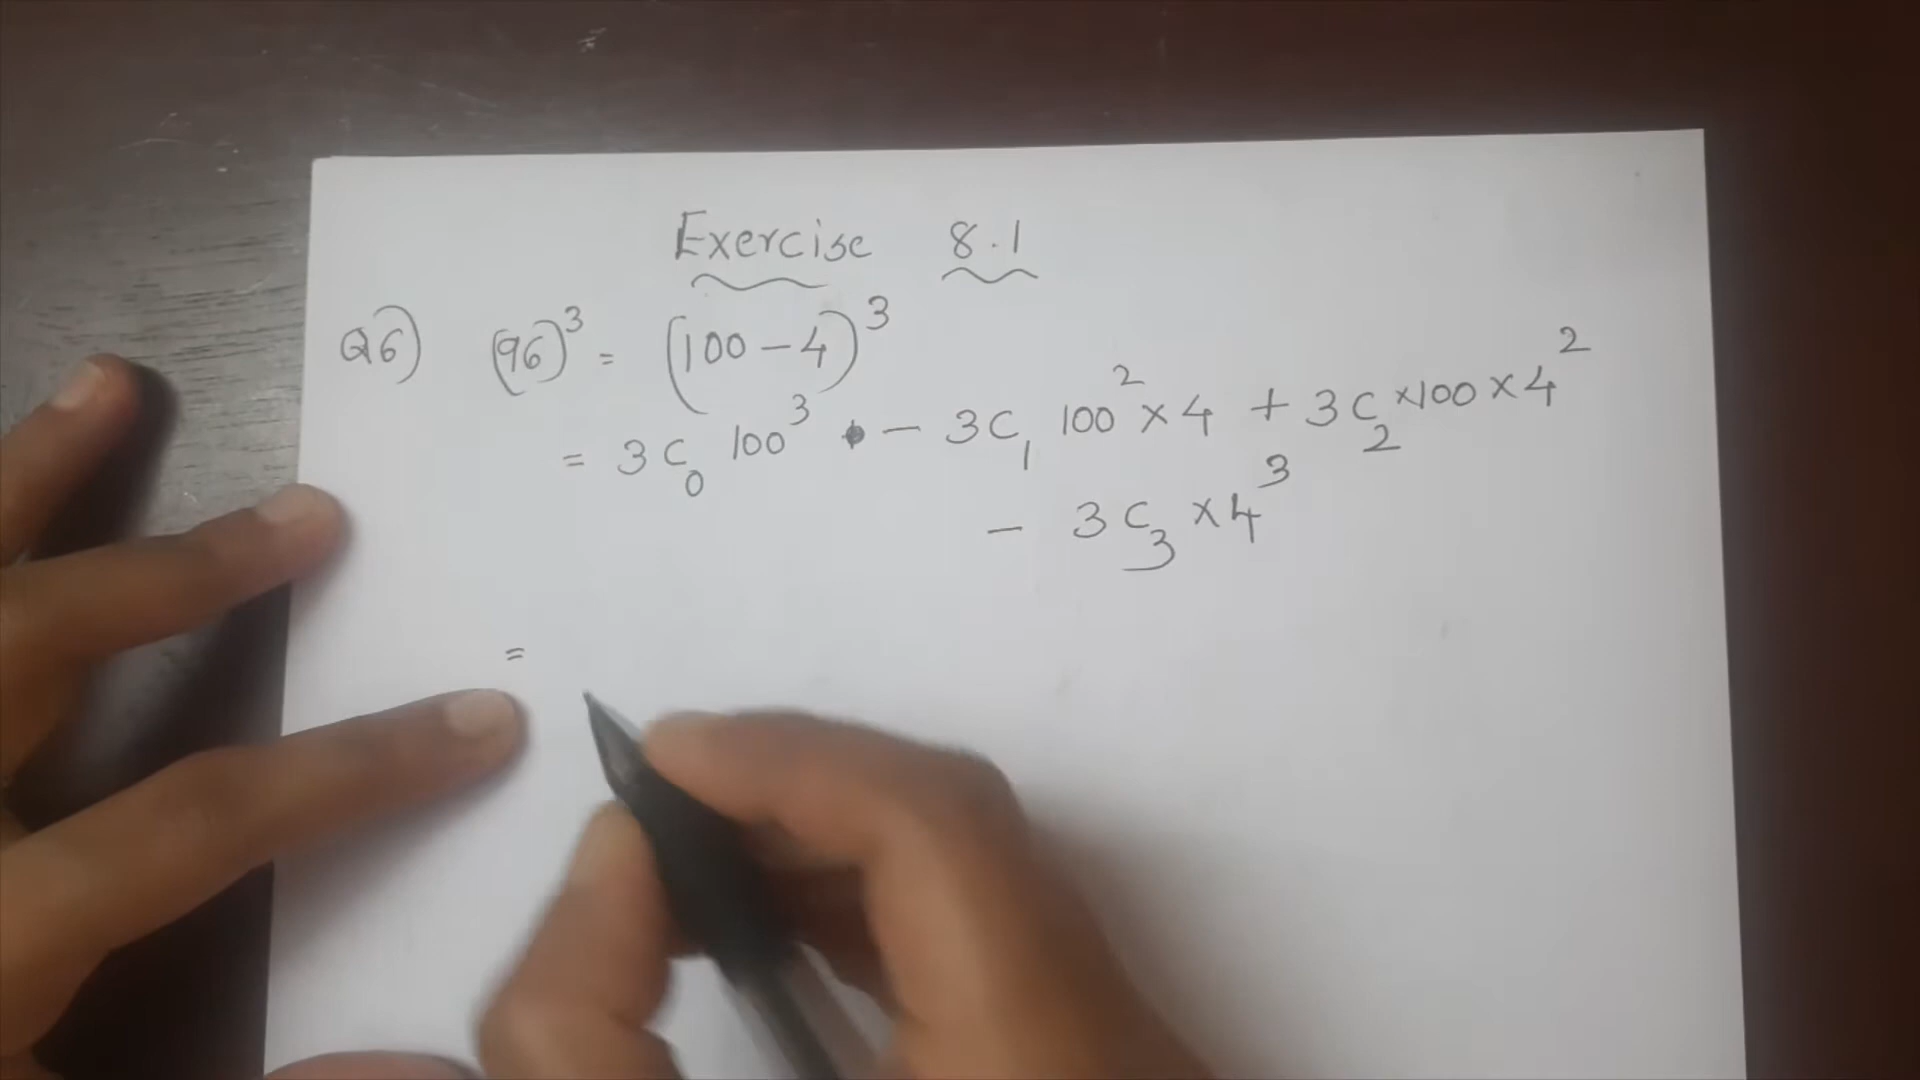 Exercise 8.1
Q6) (96)³ = (100-4)³
= 3C₀ 100³ - 3C₁ 100² × 4 + 3C₂ × 100 × 4²
- 3C₃ × 4³
=